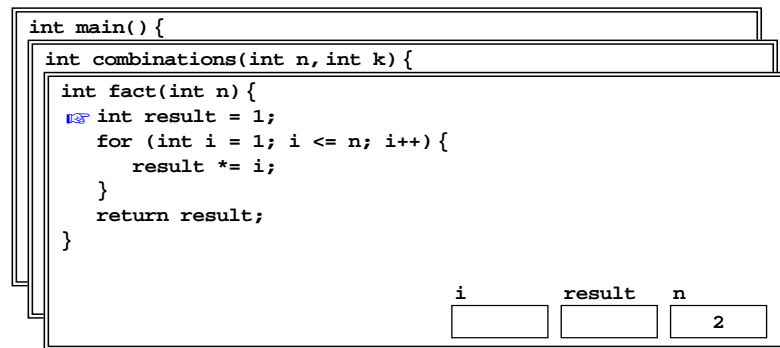 int main(){
int combinations(int n,int k){
int fact(int n){
☞ int result = 1;
for (int i = 1; i <= n; i++){
result *= i;
}
return result;
}
i result n
2